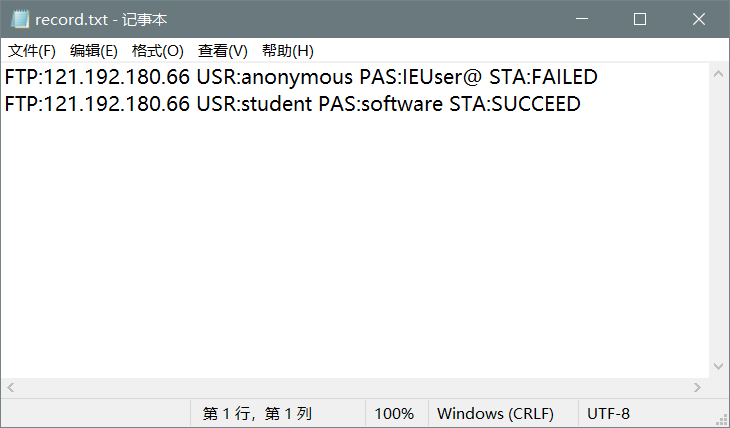 record.txt - 记事本
文件(F) 编辑(E) 格式(O) 查看(V) 帮助(H)
FTP:121.192.180.66 USR:anonymous PAS:IEUser@ STA:FAILED
FTP:121.192.180.66 USR:student PAS:software STA:SUCCEED
第 1 行，第 1 列 100% Windows (CRLF) UTF-8